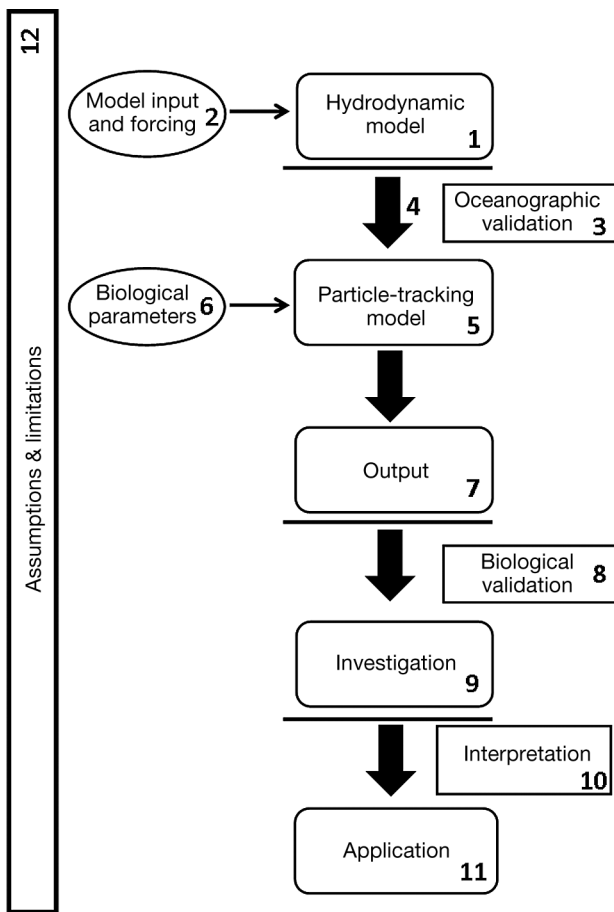 12
Assumptions & limitations
Model input
and forcing 2
Hydrodynamic
model
1
4
Oceanographic
validation 3
Biological
parameters 6
Particle-tracking
model 5
Output
7
Biological
validation 8
Investigation
9
Interpretation
10
Application
11